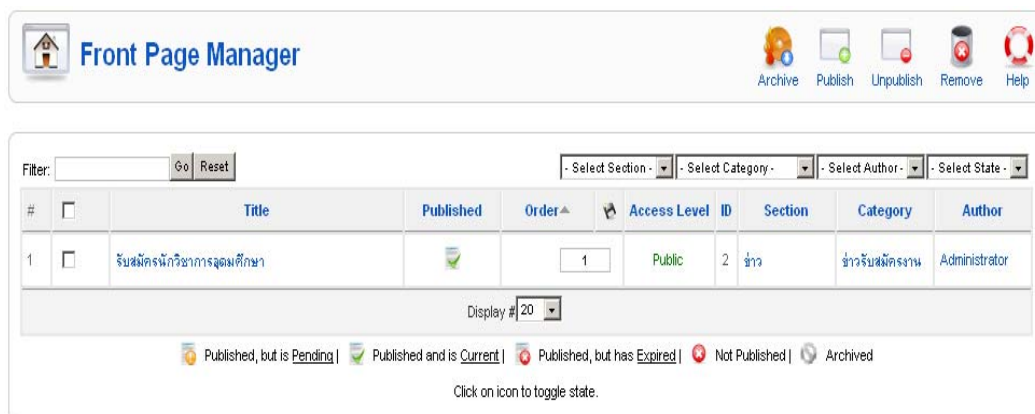 Front Page Manager
Archive Publish Unpublish Remove Help
Filter: Go Reset - Select Section - - Select Category - - Select Author - - Select State -
# Title Published Order Access Level ID Section Category Author
1 รับสมัครนักวิชาการอุดมศึกษา 1 Public 2 ข่าว ข่าวรับสมัครงาน Administrator
Display # 20
Published, but is Pending | Published and is Current | Published, but has Expired | Not Published | Archived
Click on icon to toggle state.